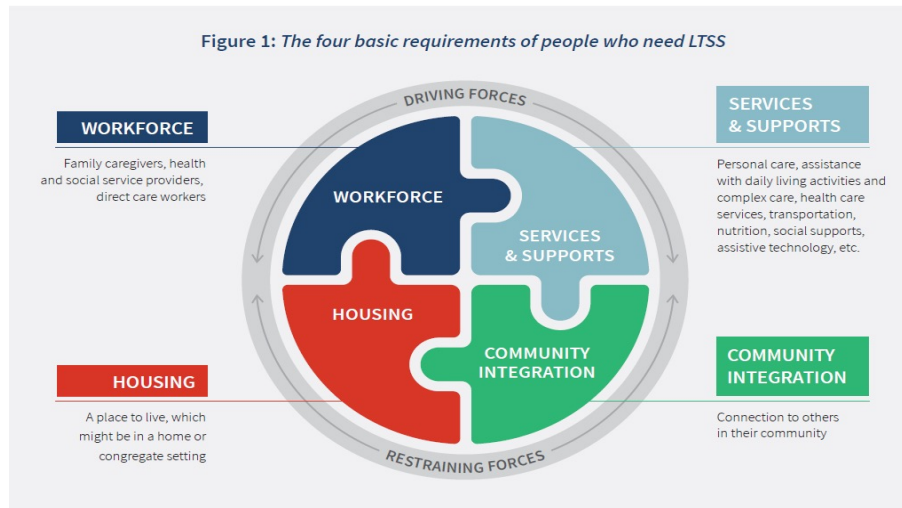 Figure 1: The four basic requirements of people who need LTSS
DRIVING FORCES
WORKFORCE
Family caregivers, health
and social service providers,
direct care workers
SERVICES
& SUPPORTS
Personal care, assistance
with daily living activities and
complex care, health care
services, transportation,
nutrition, social supports,
assistive technology, etc.
WORKFORCE
SERVICES
& SUPPORTS
HOUSING
COMMUNITY
INTEGRATION
HOUSING
A place to live, which
might be in a home or
congregate setting
COMMUNITY
INTEGRATION
Connection to others
in their community
RESTRAINING FORCES